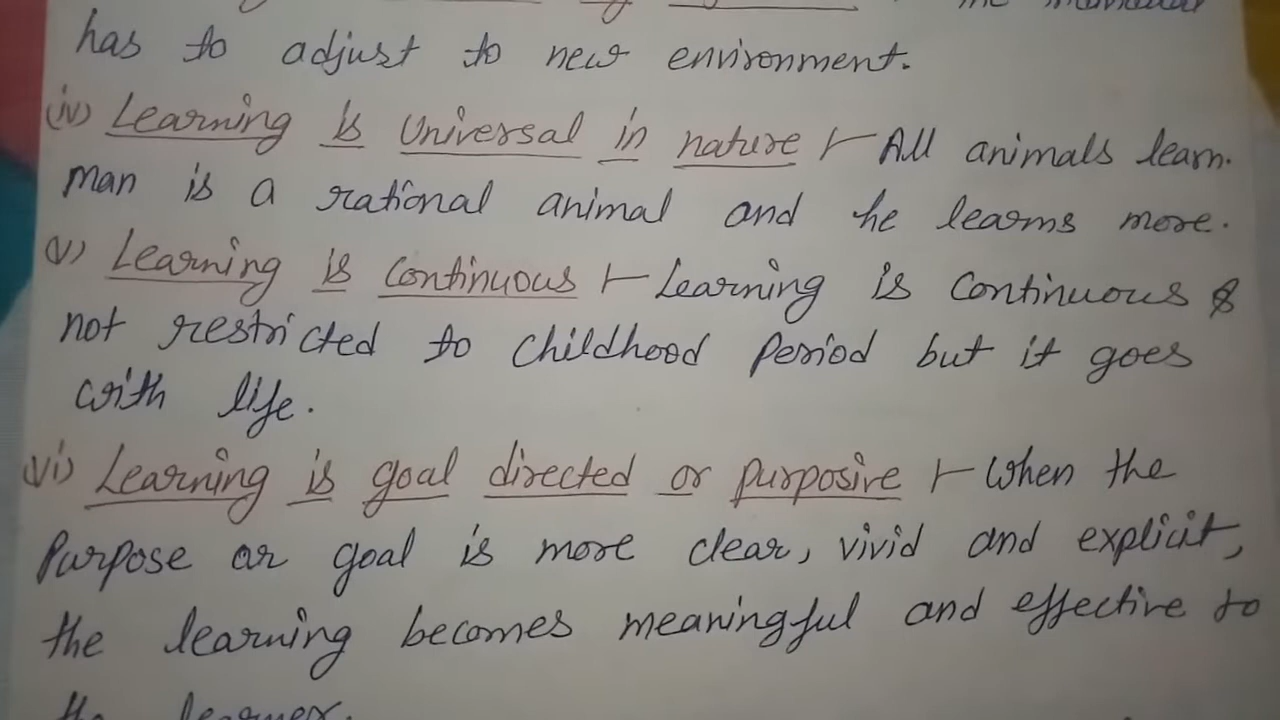 has to adjust to new environment.
(iv) Learning is Universal in nature :- All animals learn.
man is a rational animal and he learns more.
(v) Learning is continuous :- Learning is continuous &
not restricted to childhood period but it goes
with life.
(vi) Learning is goal directed or purposive :- When the
Purpose or goal is more clear, vivid and explicit,
the learning becomes meaningful and effective to
the learner.